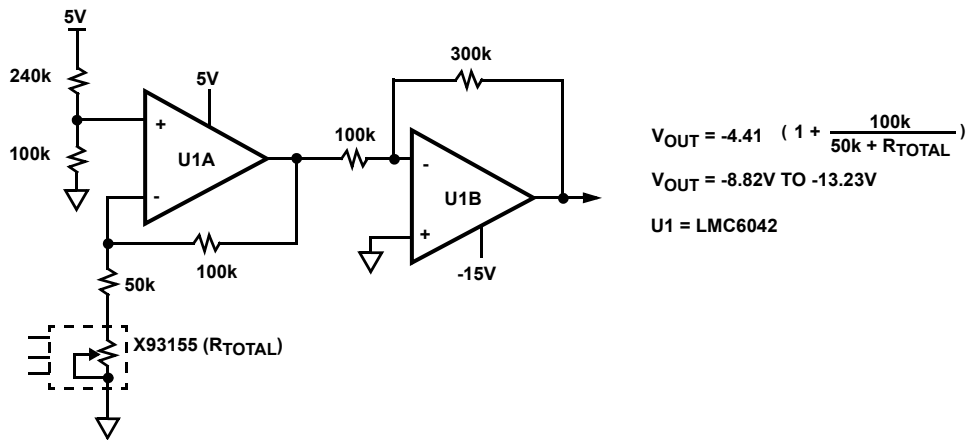 5V
240k
100k
+
-
U1A
5V
100k
50k
X93155 (RTOTAL)
100k
300k
-
+
U1B
-15V
VOUT = -4.41 ( 1 + 100k / 50k + RTOTAL )
VOUT = -8.82V TO -13.23V
U1 = LMC6042